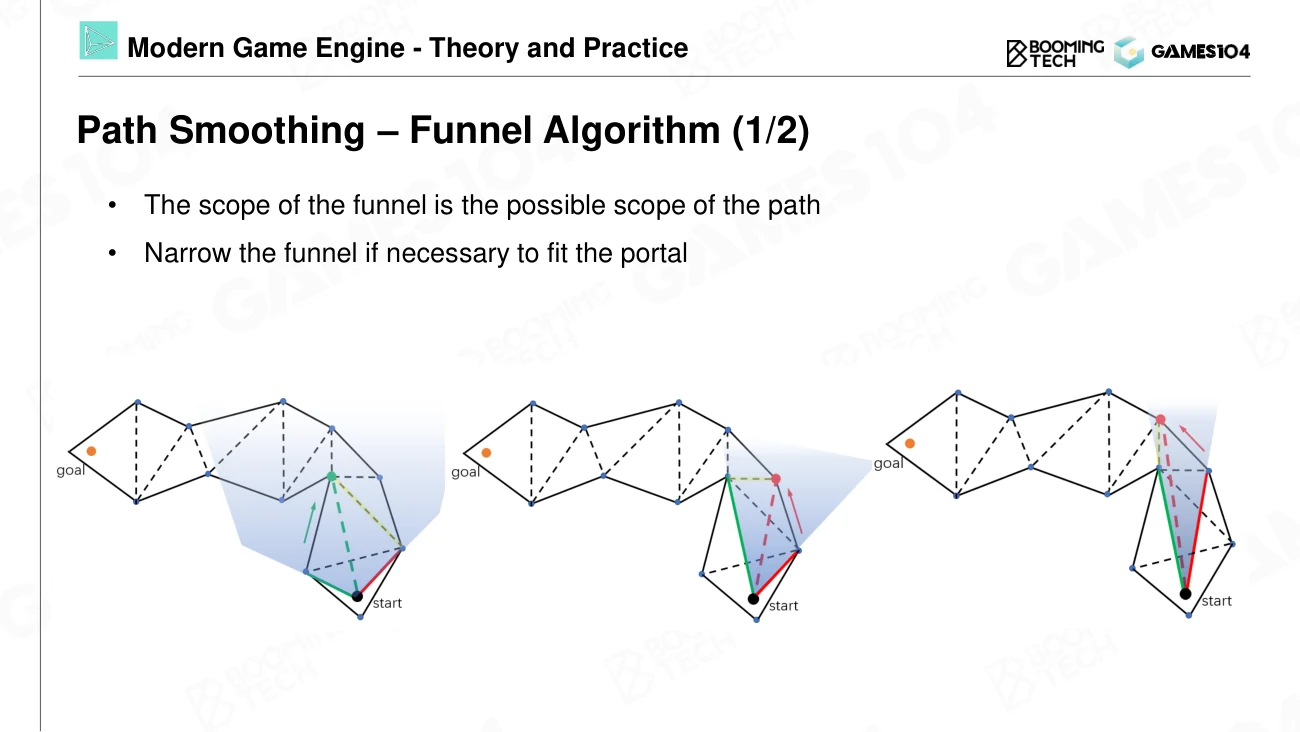 Modern Game Engine - Theory and Practice
BOOMING
TECH
GAMES104
Path Smoothing – Funnel Algorithm (1/2)
• The scope of the funnel is the possible scope of the path
• Narrow the funnel if necessary to fit the portal
goal
start
goal
start
goal
start